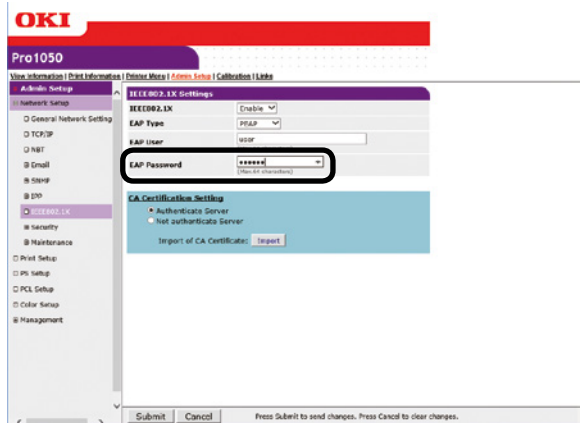 OKI
Pro1050
View Information | Print Information | Printer Menu | Admin Setup | Calibration | Links
Admin Setup
Network Setup
General Network Setting
TCP/IP
NBT
Email
SNMP
IPP
IEEE802.1X
Security
Maintenance
Print Setup
PS Setup
PCL Setup
Color Setup
Management
IEEE802.1X Settings
IEEE802.1X Enable
EAP Type PEAP
EAP User user
EAP Password ••••••
(Max.64 characters)
CA Certification Setting
Authenticate Server
Not authenticate Server
Import of CA Certificate: Import
Submit Cancel Press Submit to send changes. Press Cancel to clear changes.